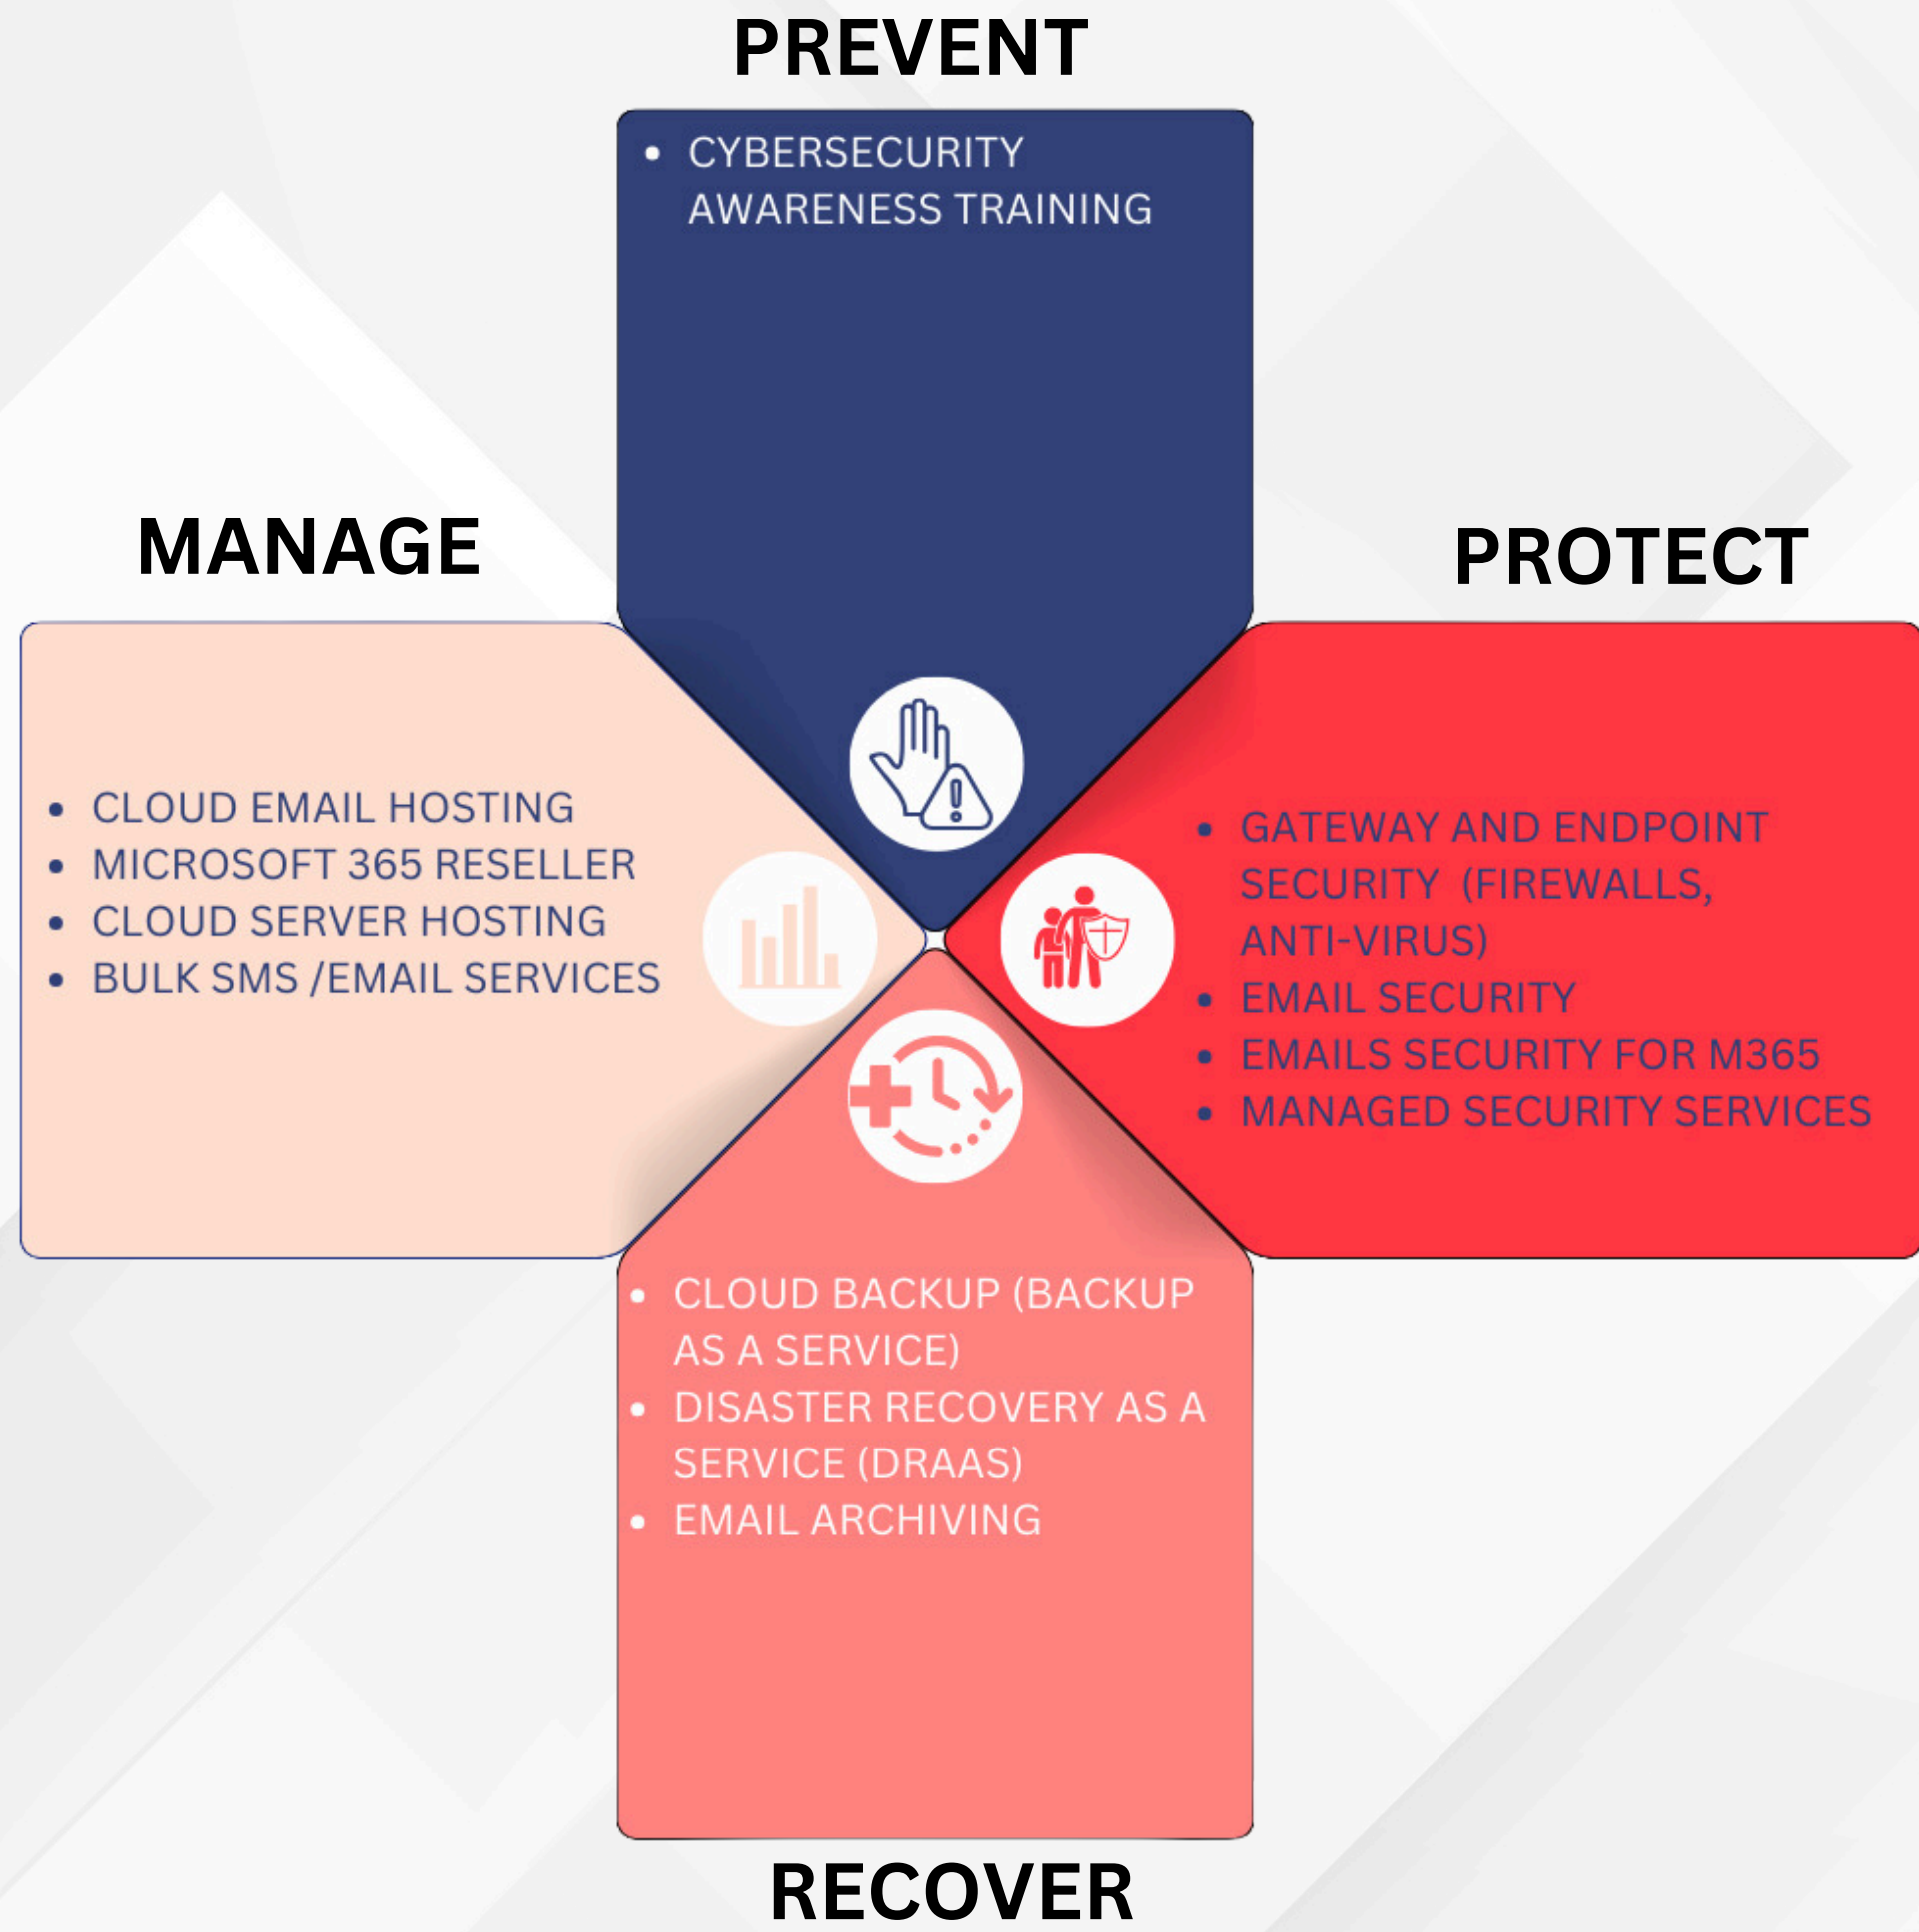 PREVENT
• CYBERSECURITY
AWARENESS TRAINING
MANAGE
• CLOUD EMAIL HOSTING
• MICROSOFT 365 RESELLER
• CLOUD SERVER HOSTING
• BULK SMS /EMAIL SERVICES
PROTECT
• GATEWAY AND ENDPOINT
SECURITY (FIREWALLS,
ANTI-VIRUS)
• EMAIL SECURITY
• EMAILS SECURITY FOR M365
• MANAGED SECURITY SERVICES
• CLOUD BACKUP (BACKUP
AS A SERVICE)
• DISASTER RECOVERY AS A
SERVICE (DRAAS)
• EMAIL ARCHIVING
RECOVER